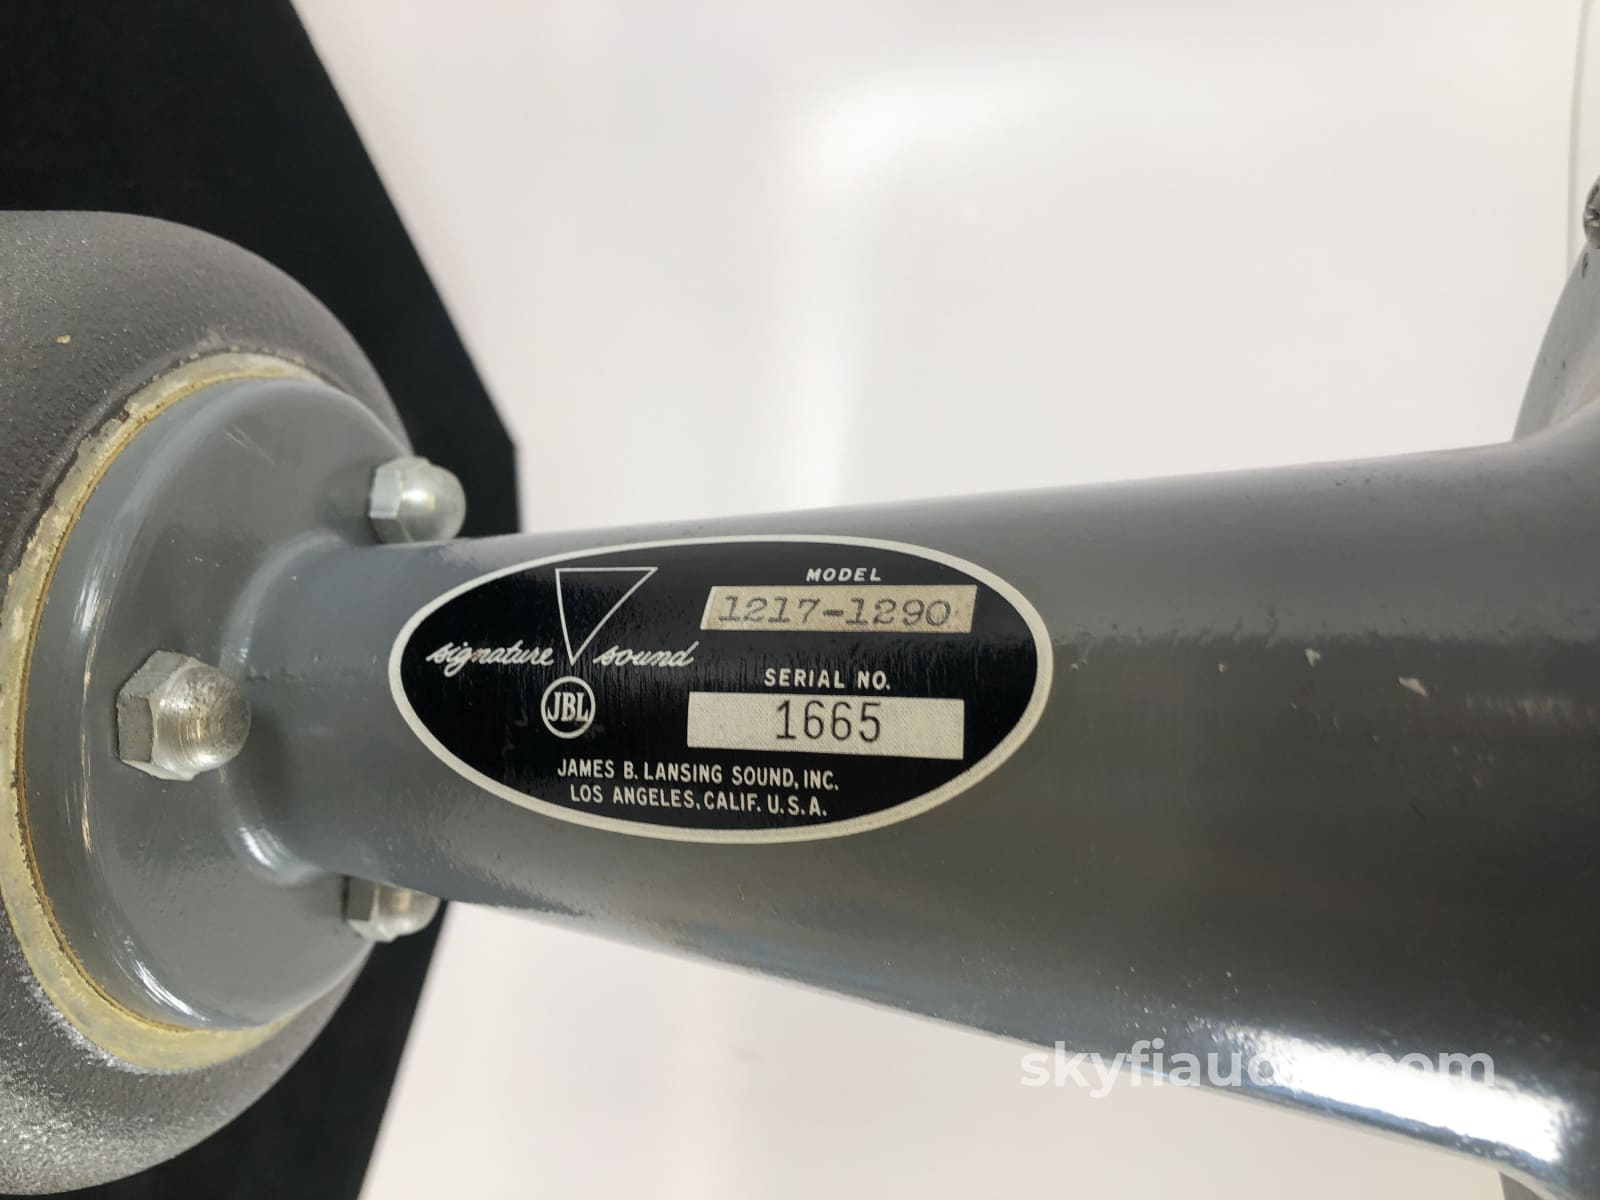 MODEL
1217-1290
signature sound
SERIAL NO.
1665
JBL
JAMES B. LANSING SOUND, INC.
LOS ANGELES, CALIF. U.S.A.
skyfiaudio.com